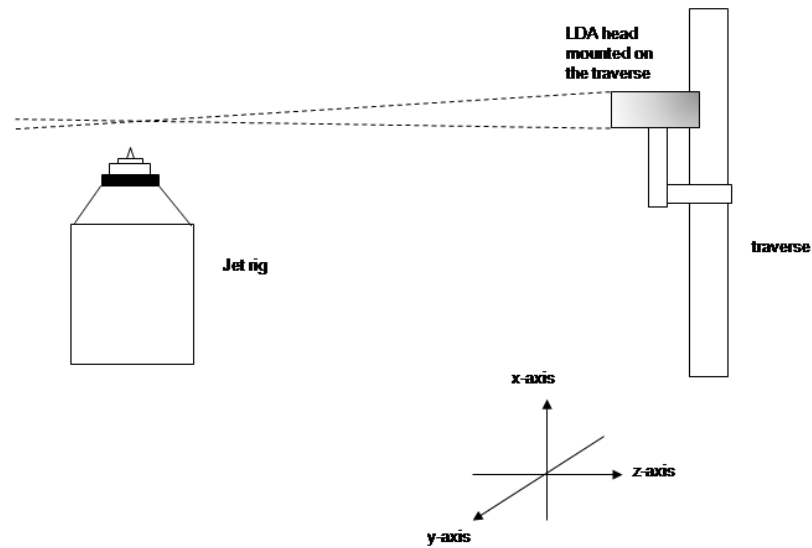 LDA head
mounted on
the traverse
traverse
Jet rig
x-axis
z-axis
y-axis